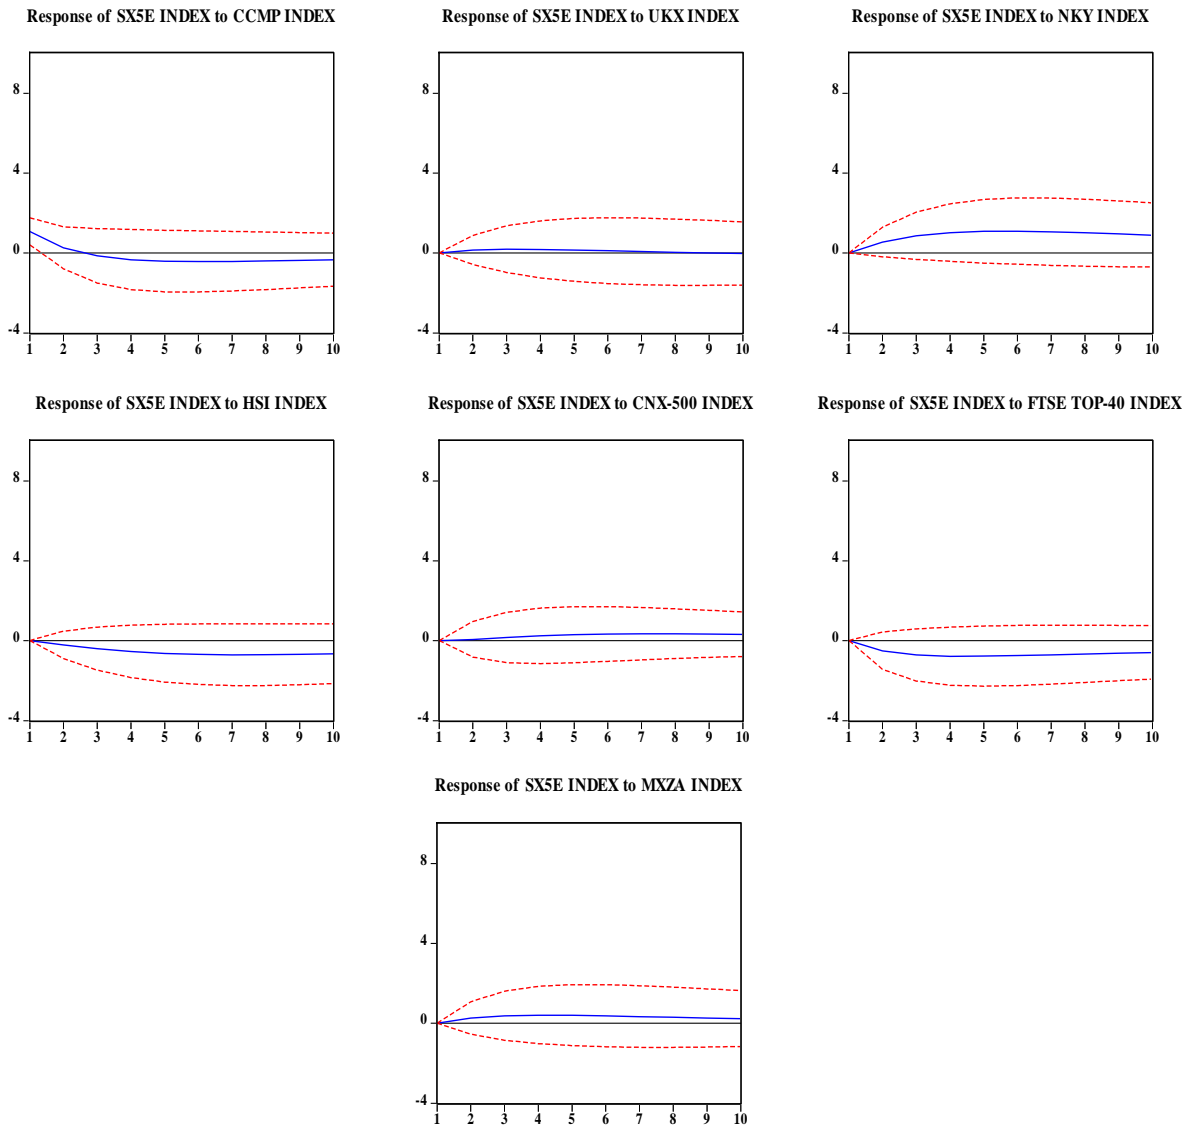 Response of SX5E INDEX to CCMP INDEX
8
4
0
-4
1 2 3 4 5 6 7 8 9 10
Response of SX5E INDEX to UKX INDEX
8
4
0
-4
1 2 3 4 5 6 7 8 9 10
Response of SX5E INDEX to NKY INDEX
8
4
0
-4
1 2 3 4 5 6 7 8 9 10
Response of SX5E INDEX to HSI INDEX
8
4
0
-4
1 2 3 4 5 6 7 8 9 10
Response of SX5E INDEX to CNX-500 INDEX
8
4
0
-4
1 2 3 4 5 6 7 8 9 10
Response of SX5E INDEX to FTSE TOP-40 INDEX
8
4
0
-4
1 2 3 4 5 6 7 8 9 10
Response of SX5E INDEX to MXZA INDEX
8
4
0
-4
1 2 3 4 5 6 7 8 9 10